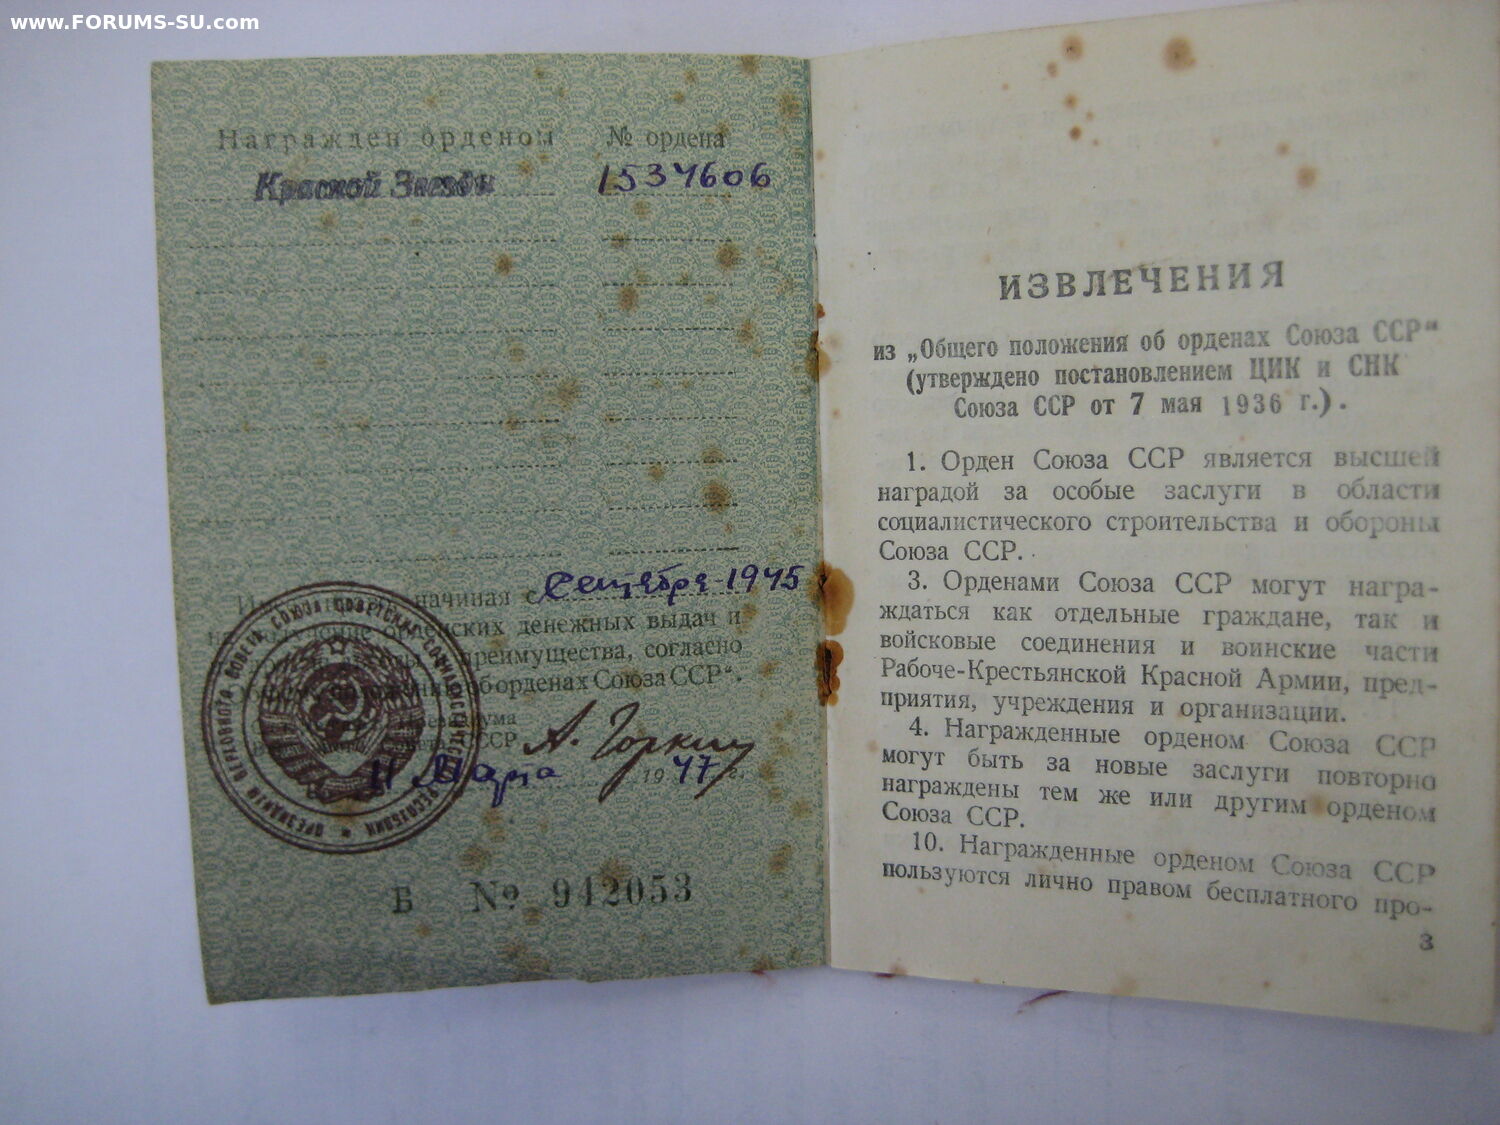 www.FORUMS-SU.com
Награжден орденом № ордена
Красной Звезды 1534606
начиная с Сентября 1945
орденских денежных выдач и
преимущества, согласно
об орденах Союза ССР".
СССР А. Горкин
Марта 1947 г.
Б № 942053
ИЗВЛЕЧЕНИЯ
из „Общего положения об орденах Союза ССР“
(утверждено постановлением ЦИК и СНК
Союза ССР от 7 мая 1936 г.).
1. Орден Союза ССР является высшей
наградой за особые заслуги в области
социалистического строительства и обороны
Союза ССР.
3. Орденами Союза ССР могут награ-
ждаться как отдельные граждане, так и
войсковые соединения и воинские части
Рабоче-Крестьянской Красной Армии, пред-
приятия, учреждения и организации.
4. Награжденные орденом Союза ССР
могут быть за новые заслуги повторно
награждены тем же или другим орденом
Союза ССР.
10. Награжденные орденом Союза ССР
пользуются лично правом бесплатного про-
3